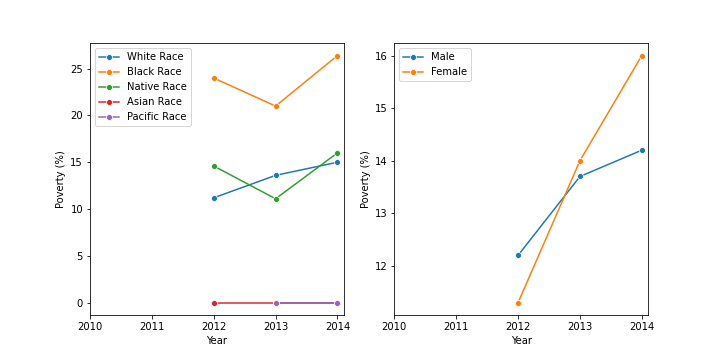 White Race
Black Race
Native Race
Asian Race
Pacific Race
Poverty (%)
25
20
15
10
5
0
2010 2011 2012 2013 2014
Year
Male
Female
Poverty (%)
16
15
14
13
12
2010 2011 2012 2013 2014
Year